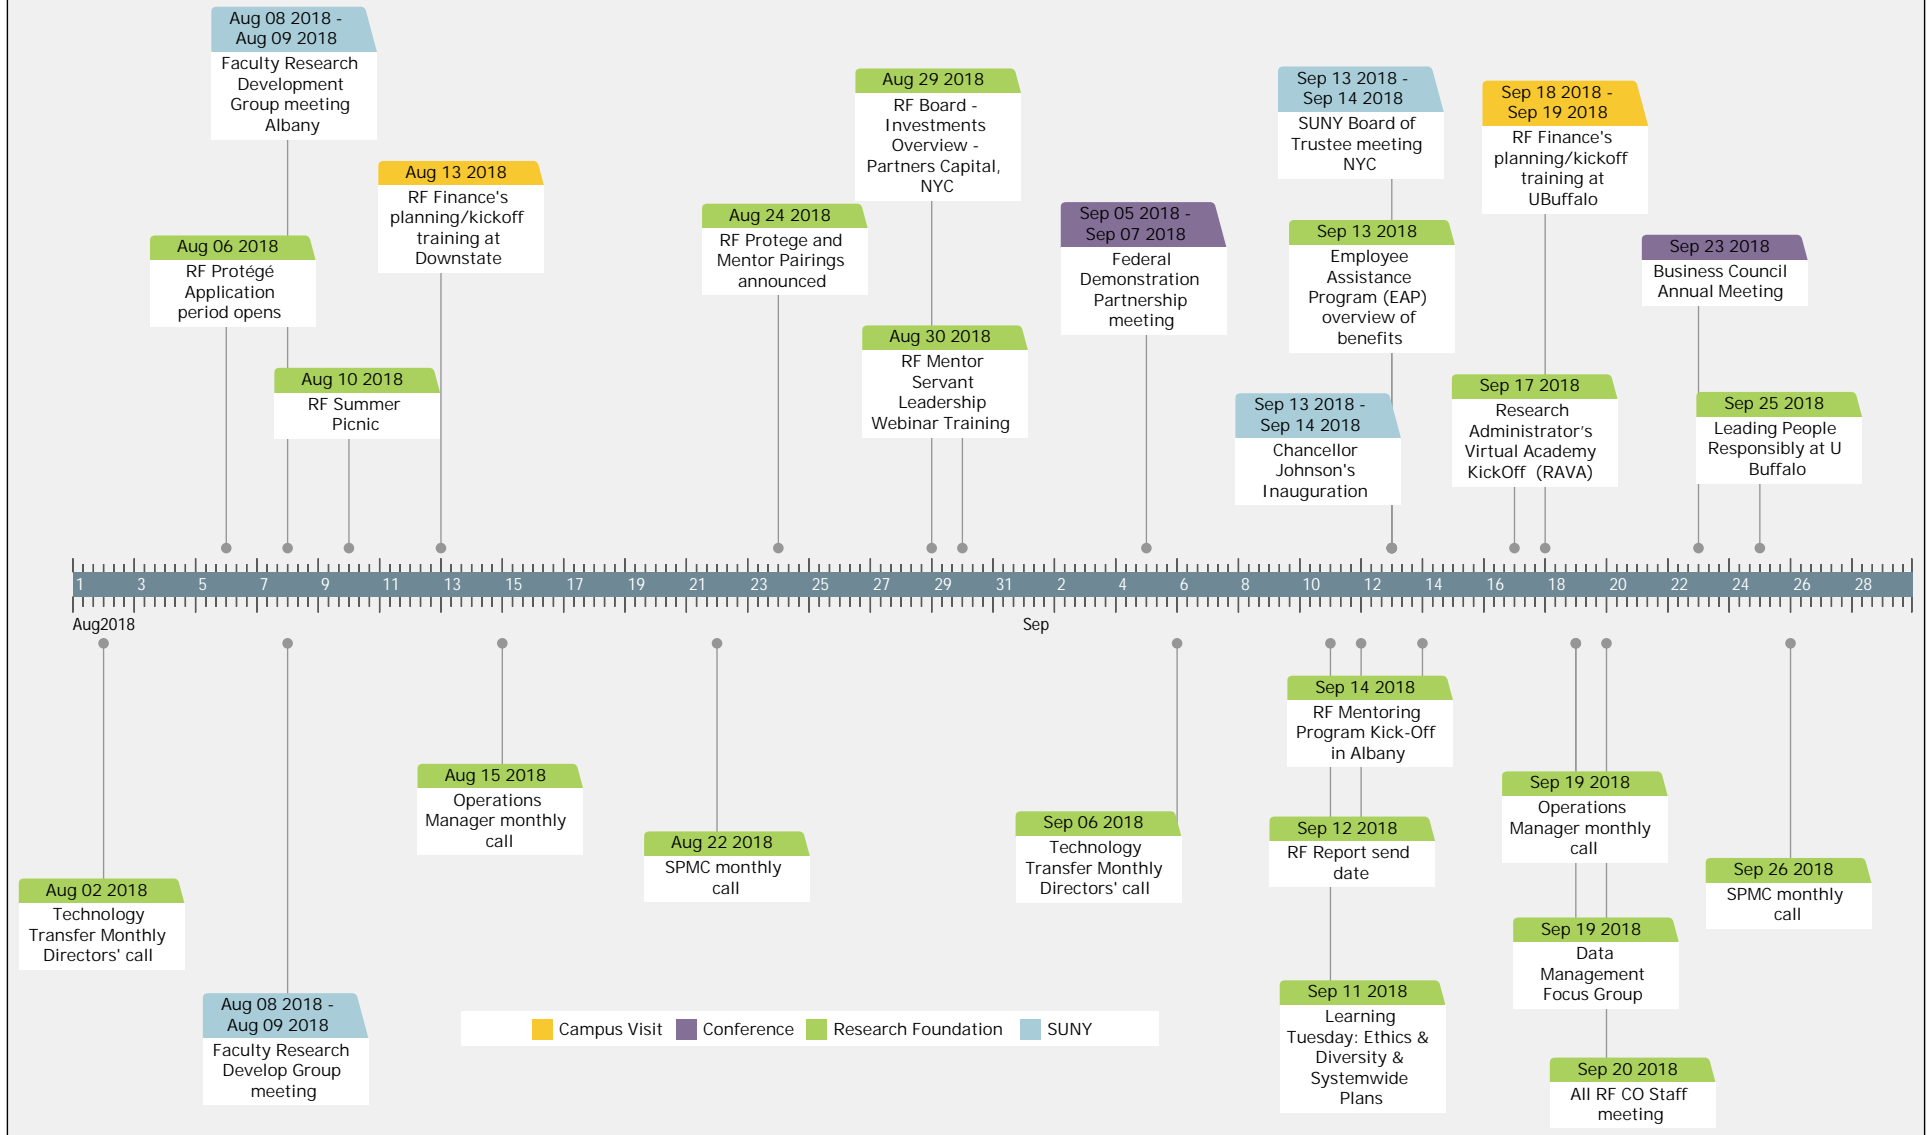 Aug 08 2018 -
Aug 09 2018
Faculty Research
Development
Group meeting
Albany
Aug 13 2018
RF Finance's
planning/kickoff
training at
Downstate
Aug 06 2018
RF Protégé
Application
period opens
Aug 10 2018
RF Summer
Picnic
Aug 29 2018
RF Board -
Investments
Overview -
Partners Capital,
NYC
Aug 24 2018
RF Protege and
Mentor Pairings
announced
Aug 30 2018
RF Mentor
Servant
Leadership
Webinar Training
Sep 05 2018 -
Sep 07 2018
Federal
Demonstration
Partnership
meeting
Sep 13 2018 -
Sep 14 2018
SUNY Board of
Trustee meeting
NYC
Sep 13 2018
Employee
Assistance
Program (EAP)
overview of
benefits
Sep 13 2018 -
Sep 14 2018
Chancellor
Johnson's
Inauguration
Sep 18 2018 -
Sep 19 2018
RF Finance's
planning/kickoff
training at
UBuffalo
Sep 17 2018
Research
Administrator’s
Virtual Academy
KickOff (RAVA)
Sep 23 2018
Business Council
Annual Meeting
Sep 25 2018
Leading People
Responsibly at U
Buffalo
1 3 5 7 9 11 13 15 17 19 21 23 25 27 29 31 2 4 6 8 10 12 14 16 18 20 22 24 26 28
Aug2018 Sep
Aug 02 2018
Technology
Transfer Monthly
Directors' call
Aug 08 2018 -
Aug 09 2018
Faculty Research
Develop Group
meeting
Aug 15 2018
Operations
Manager monthly
call
Aug 22 2018
SPMC monthly
call
Sep 06 2018
Technology
Transfer Monthly
Directors' call
Sep 14 2018
RF Mentoring
Program Kick-Off
in Albany
Sep 12 2018
RF Report send
date
Sep 11 2018
Learning
Tuesday: Ethics &
Diversity &
Systemwide
Plans
Sep 19 2018
Operations
Manager monthly
call
Sep 19 2018
Data
Management
Focus Group
Sep 20 2018
All RF CO Staff
meeting
Sep 26 2018
SPMC monthly
call
Campus Visit Conference Research Foundation SUNY